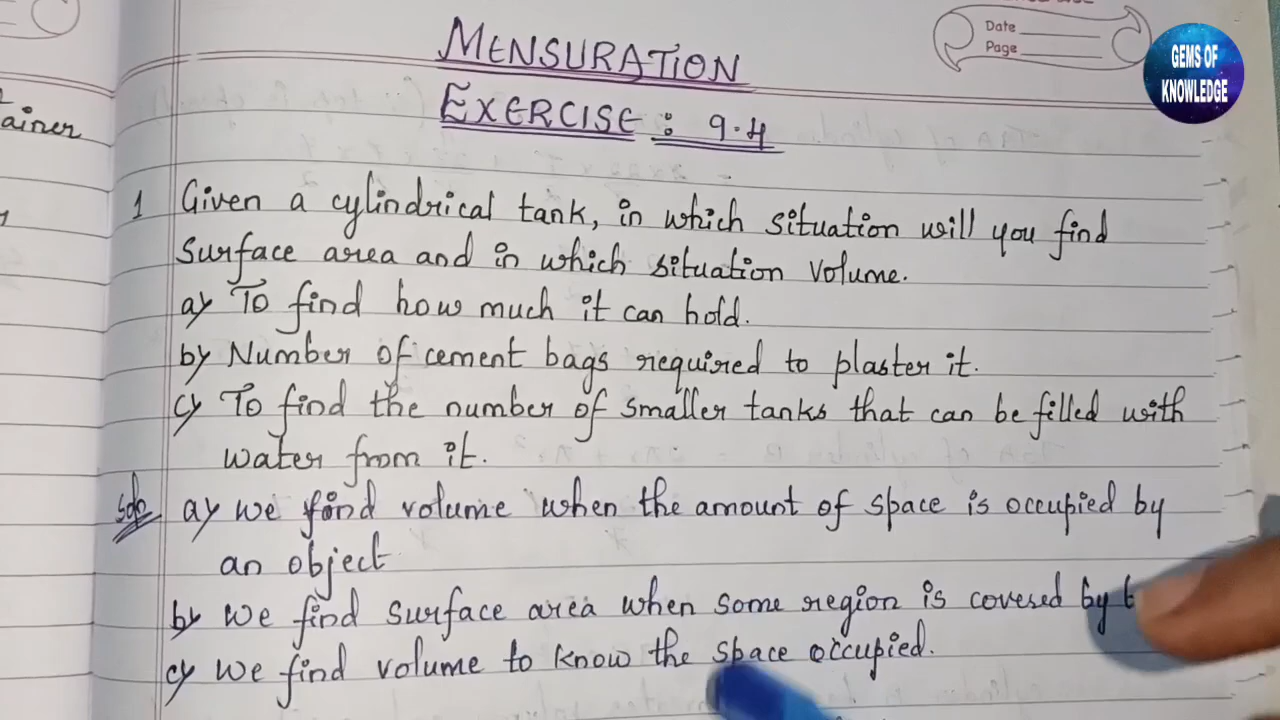 Date
Page
GEMS OF
KNOWLEDGE
MENSURATION
EXERCISE : 9.4
ainer
1 Given a cylindrical tank, in which situation will you find
Surface area and in which situation volume.
a) To find how much it can hold.
b) Number of cement bags required to plaster it.
c) To find the number of smaller tanks that can be filled with
water from it.
Soln a) we find volume when the amount of space is occupied by
an object
b) we find surface area when some region is covered by
c) we find volume to know the space occupied.